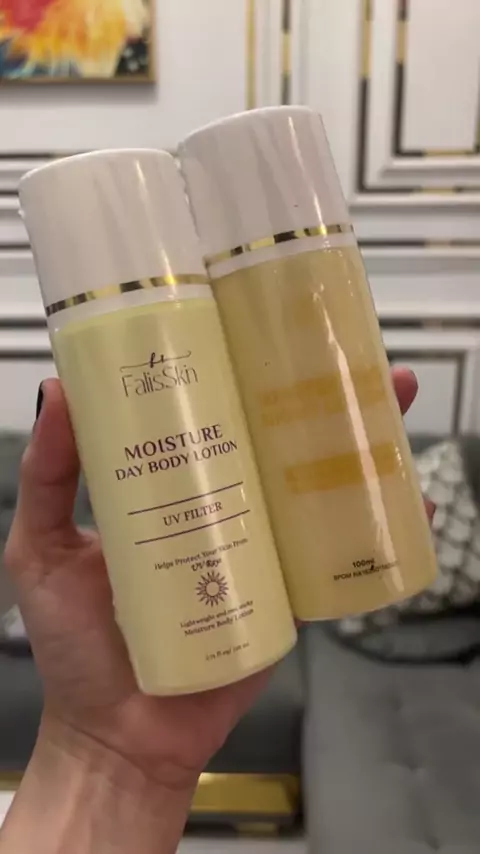 FalisSkin
MOISTURE
DAY BODY LOTION
UV FILTER
Helps Protect Your Skin From
UV Rays
Lightweight and non sticky
Moisture Body Lotion
100ml
BPOM